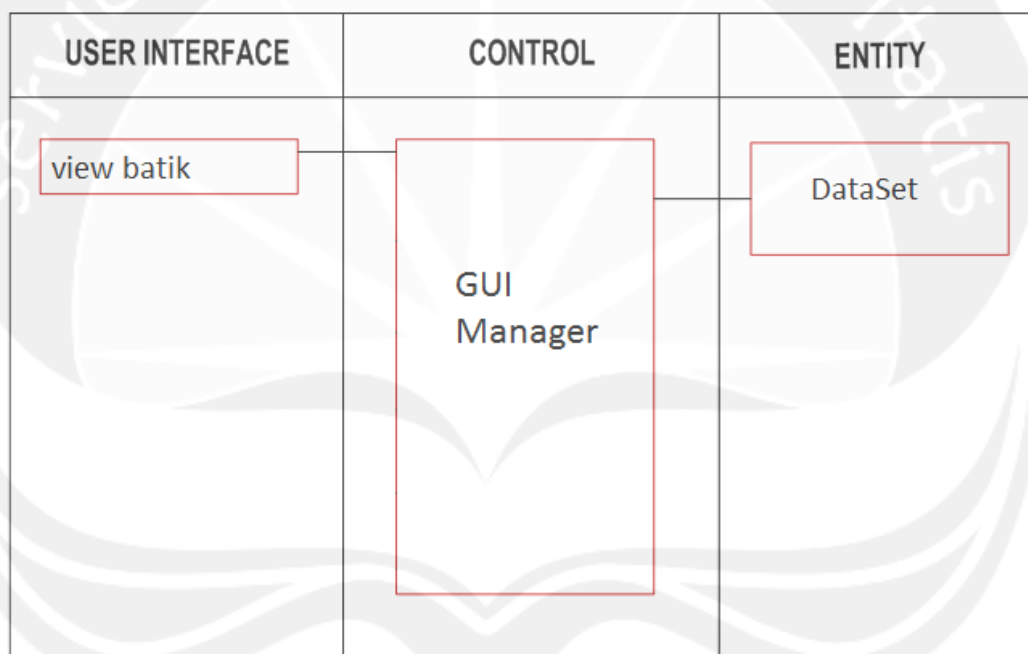 USER INTERFACE
CONTROL
ENTITY
view batik
GUI
Manager
DataSet